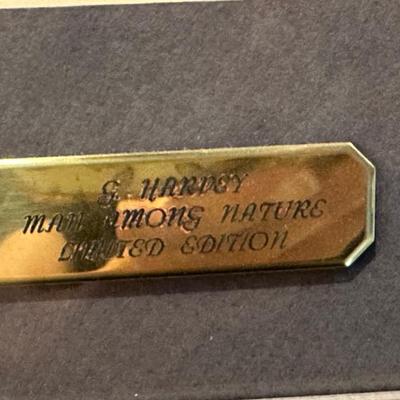 G. HARVEY
MAN AMONG NATURE
LIMITED EDITION